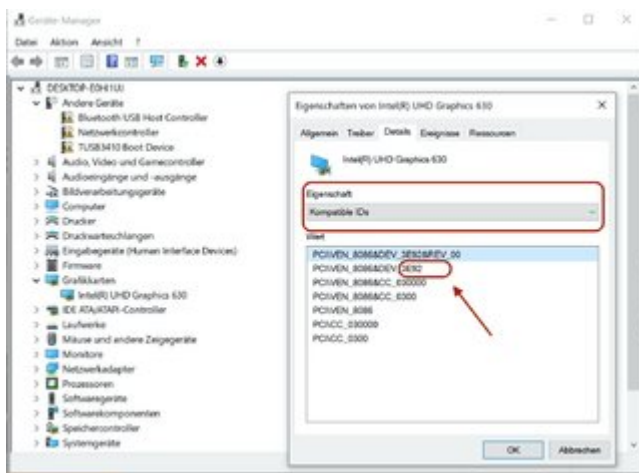 Geräte-Manager
Datei Aktion Ansicht ?
DESKTOP-E0H1IUI
Andere Geräte
Bluetooth USB Host Controller
Netzwerkcontroller
TUSB3410 Boot Device
Audio, Video und Gamecontroller
Audioeingänge und -ausgänge
Bildverarbeitungsgeräte
Computer
Drucker
Druckwarteschlangen
Eingabegeräte (Human Interface Devices)
Firmware
Grafikkarten
Intel(R) UHD Graphics 630
IDE ATA/ATAPI-Controller
Laufwerke
Mäuse und andere Zeigegeräte
Monitore
Netzwerkadapter
Prozessoren
Softwaregeräte
Softwarekomponenten
Speichercontroller
Systemgeräte
Eigenschaften von Intel(R) UHD Graphics 630
Allgemein Treiber Details Ereignisse Ressourcen
Intel(R) UHD Graphics 630
Eigenschaft
Kompatible IDs
Wert
PCI\VEN_8086&DEV_3E92&REV_00
PCI\VEN_8086&DEV_3E92
PCI\VEN_8086&CC_030000
PCI\VEN_8086&CC_0300
PCI\VEN_8086
PCI\CC_030000
PCI\CC_0300
OK Abbrechen